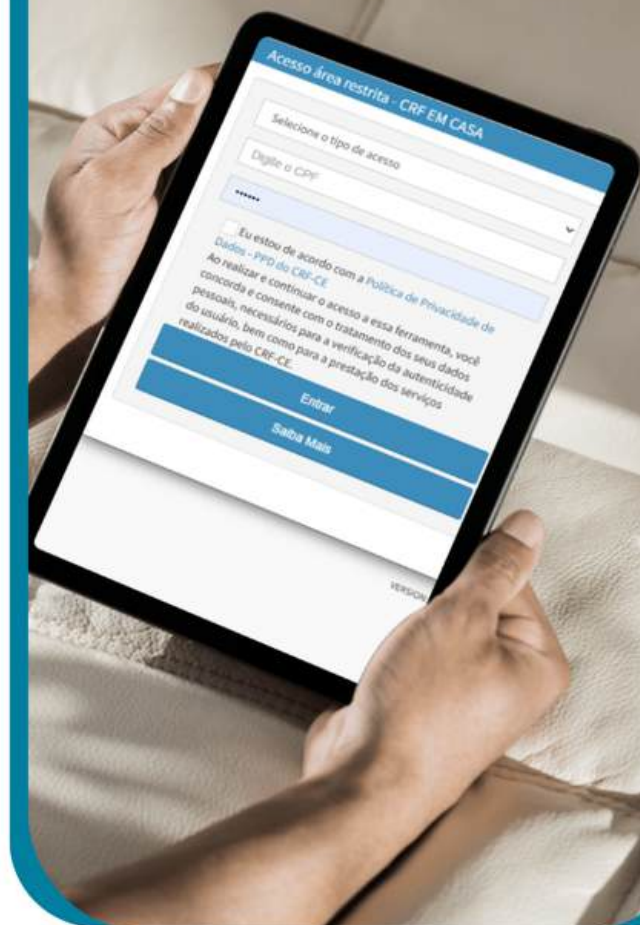 Acesso área restrita - CRF EM CASA
Selecione o tipo de acesso
Digite o CPF
••••••
Eu estou de acordo com a Política de Privacidade de
Dados - PPD do CRF-CE
Ao realizar e continuar o acesso a essa ferramenta, você
concorda e consente com o tratamento dos seus dados
pessoais, necessários para a verificação da autenticidade
do usuário, bem como para a prestação dos serviços
realizados pelo CRF-CE.
Entrar
Saiba Mais
VERSION